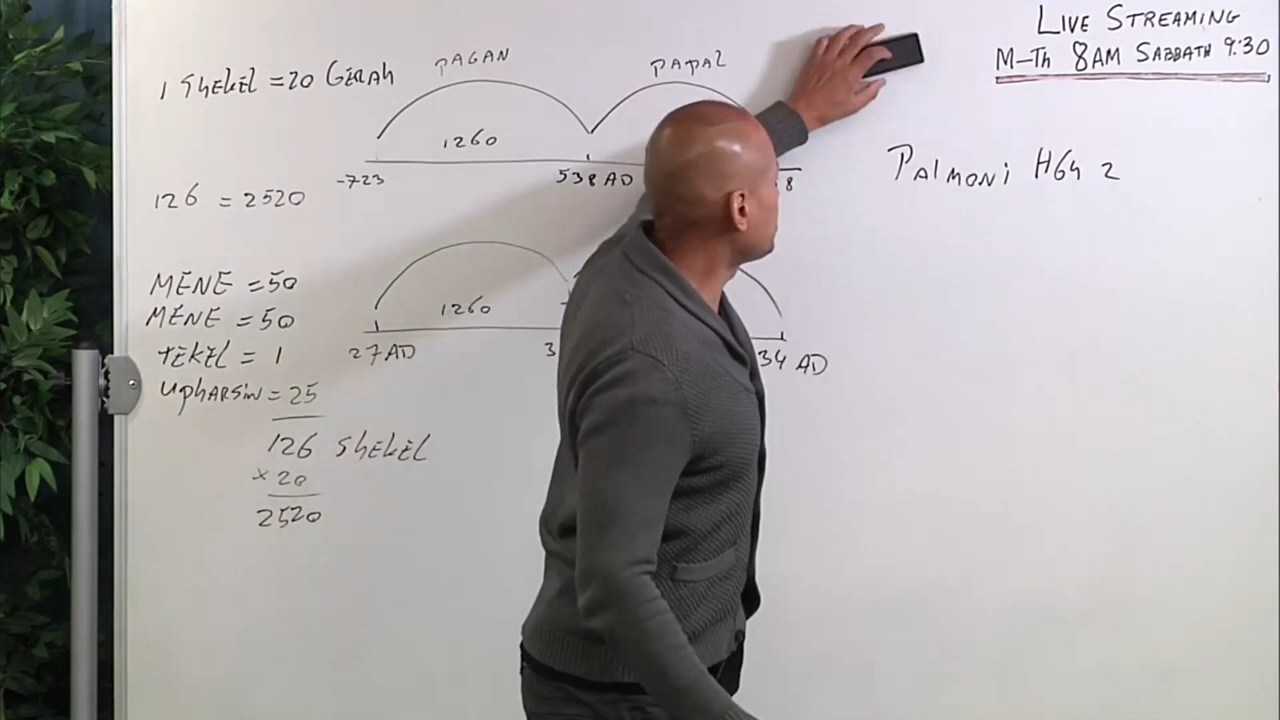 LIVE STREAMING
M-Th 8AM SABBATH 9:30
1 ShEKEL = 20 GERAh
PAGAN
PAPAL
1260
-723
538 AD
8
PAlMONi H64 2
126 = 2520
MENE = 50
MENE = 50
TEKEL = 1
UphARSiN = 25
126 ShEKEL
× 20
2520
1260
27 AD
3
34 AD